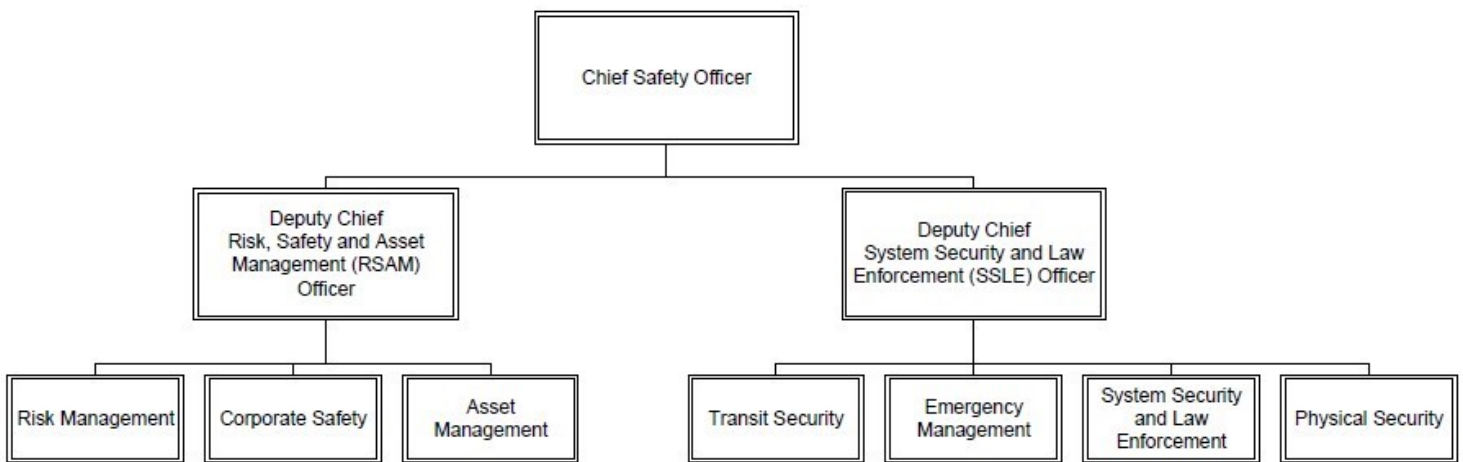 Chief Safety Officer
Deputy Chief
Risk, Safety and Asset
Management (RSAM)
Officer
Deputy Chief
System Security and Law
Enforcement (SSLE) Officer
Risk Management
Corporate Safety
Asset
Management
Transit Security
Emergency
Management
System Security
and Law
Enforcement
Physical Security